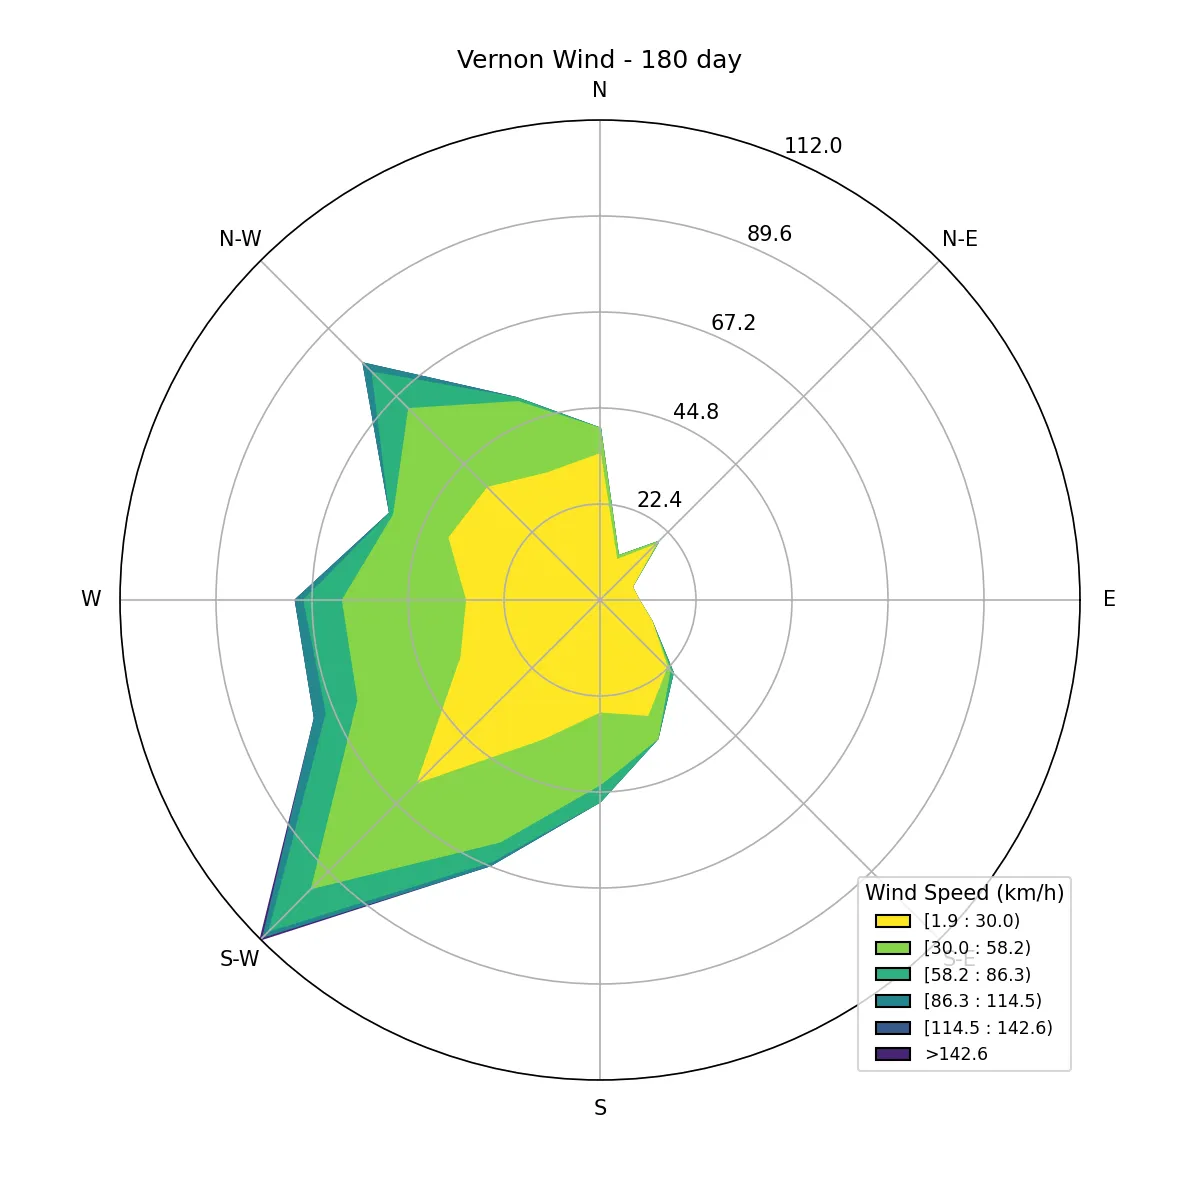 Vernon Wind - 180 day
N
112.0
N-W
89.6
N-E
67.2
44.8
22.4
W
E
S-W
S-E
S
Wind Speed (km/h)
[1.9 : 30.0)
[30.0 : 58.2)
[58.2 : 86.3)
[86.3 : 114.5)
[114.5 : 142.6)
>142.6